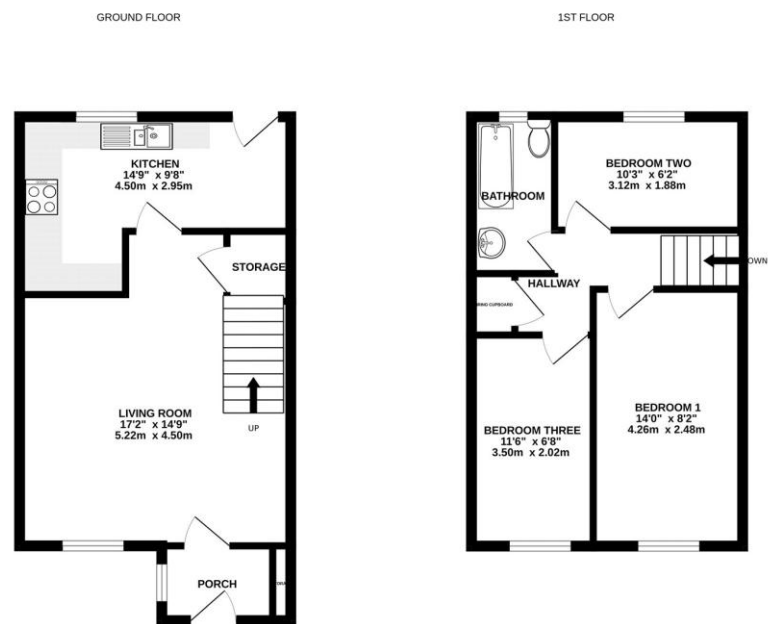 GROUND FLOOR
1ST FLOOR
KITCHEN
14'9" x 9'8"
4.50m x 2.95m
STORAGE
LIVING ROOM
17'2" x 14'9"
5.22m x 4.50m
UP
PORCH
BEDROOM TWO
10'3" x 6'2"
3.12m x 1.88m
BATHROOM
OWN
HALLWAY
CUPBOARD
BEDROOM 1
14'0" x 8'2"
4.26m x 2.48m
BEDROOM THREE
11'6" x 6'8"
3.50m x 2.02m